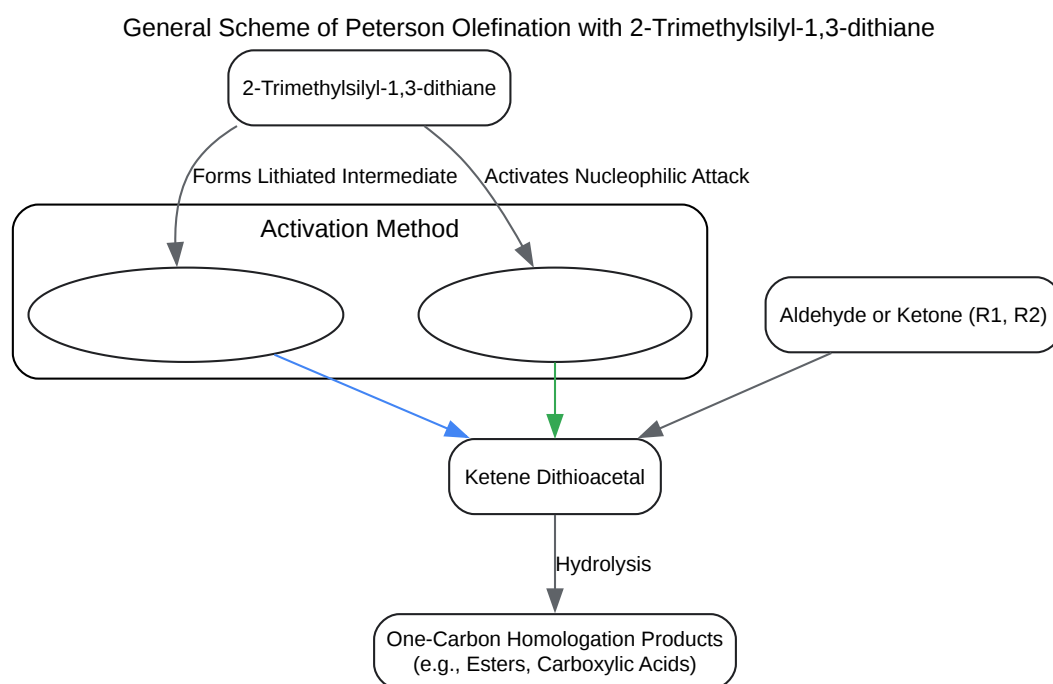 General Scheme of Peterson Olefination with 2-Trimethylsilyl-1,3-dithiane
2-Trimethylsilyl-1,3-dithiane
Forms Lithiated Intermediate
Activates Nucleophilic Attack
Activation Method
Aldehyde or Ketone (R1, R2)
Ketene Dithioacetal
Hydrolysis
One-Carbon Homologation Products
(e.g., Esters, Carboxylic Acids)